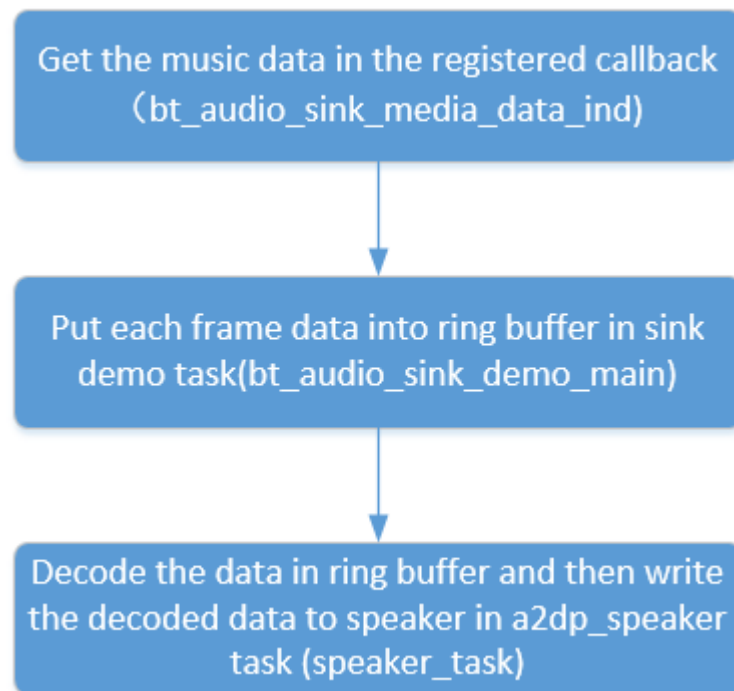 Get the music data in the registered callback
（bt_audio_sink_media_data_ind)
Put each frame data into ring buffer in sink
demo task(bt_audio_sink_demo_main)
Decode the data in ring buffer and then write
the decoded data to speaker in a2dp_speaker
task (speaker_task)